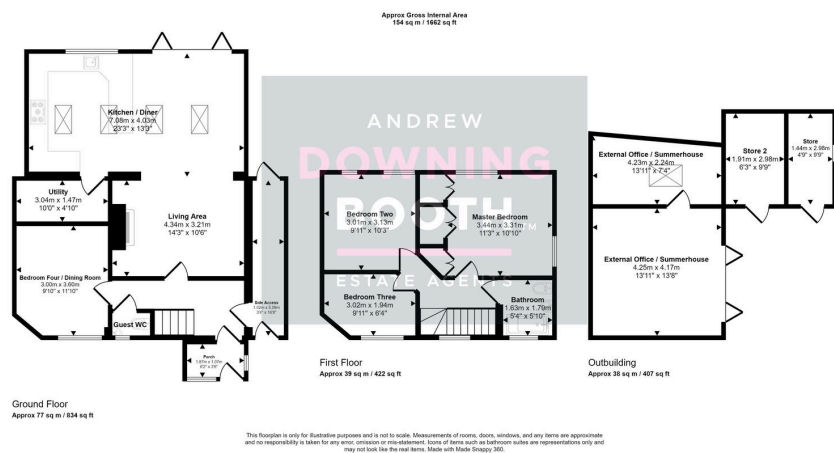 Approx Gross Internal Area
154 sq m / 1662 sq ft
Kitchen / Diner
7.08m x 4.03m
23'3" x 13'3"
Utility
3.04m x 1.47m
10'0" x 4'10"
Living Area
4.34m x 3.21m
14'3" x 10'6"
Bedroom Four / Dining Room
3.00m x 3.60m
9'10" x 11'10"
Guest WC
Side Access
Porch
Ground Floor
Approx 77 sq m / 834 sq ft
ANDREW
DOWNING
BOOTH
ESTATE AGENTS
Bedroom Two
3.01m x 3.13m
9'11" x 10'3"
Master Bedroom
3.44m x 3.31m
11'3" x 10'10"
Bedroom Three
3.02m x 1.94m
9'11" x 6'4"
Bathroom
1.63m x 1.79m
5'4" x 5'10"
First Floor
Approx 39 sq m / 422 sq ft
External Office / Summerhouse
4.23m x 2.24m
13'11" x 7'4"
Store 2
1.91m x 2.98m
6'3" x 9'9"
Store
1.44m x 2.98m
4'9" x 9'9"
External Office / Summerhouse
4.25m x 4.17m
13'11" x 13'8"
Outbuilding
Approx 38 sq m / 407 sq ft
This floorplan is only for illustrative purposes and is not to scale. Measurements of rooms, doors, windows, and any items are approximate
and no responsibility is taken for any error, omission or mis-statement. Icons of items such as bathroom suites are representations only and
may not look like the real items. Made with Made Snappy 360.